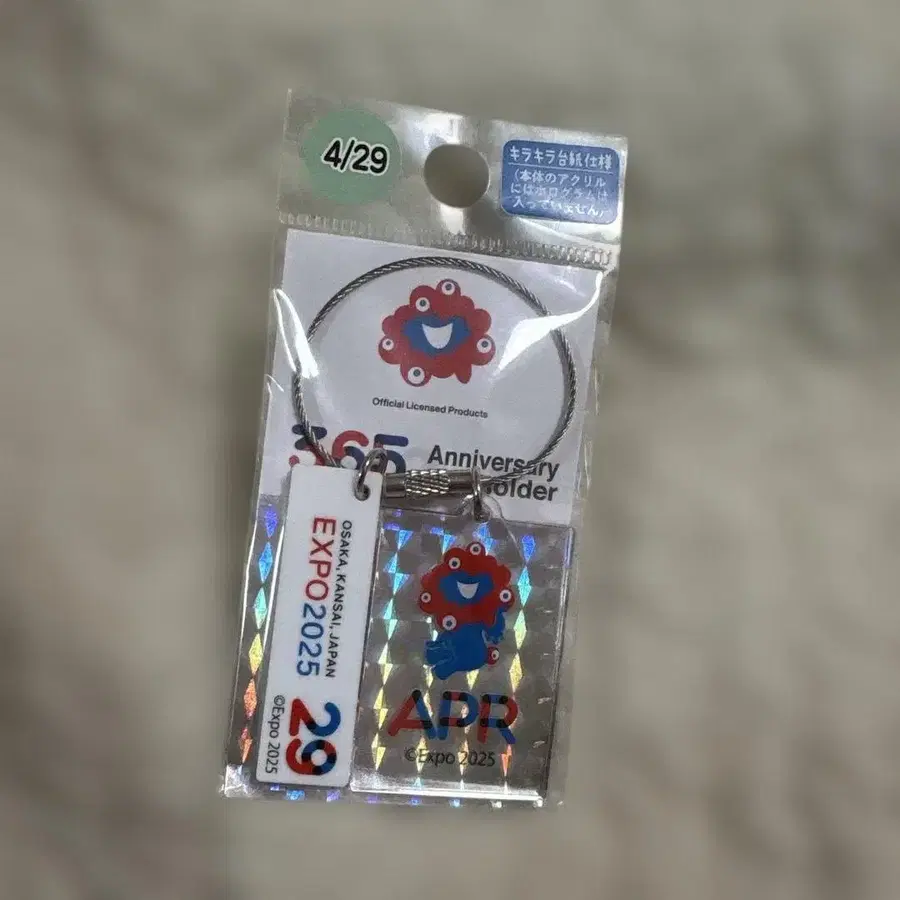 4/29
キラキラ台紙仕様
(本体のアクリル
にはホログラムは
入っていません)
Official Licensed Products
365
Anniversary
older
OSAKA, KANSAI, JAPAN
EXPO2025
29
©Expo 2025
APR
©Expo 2025